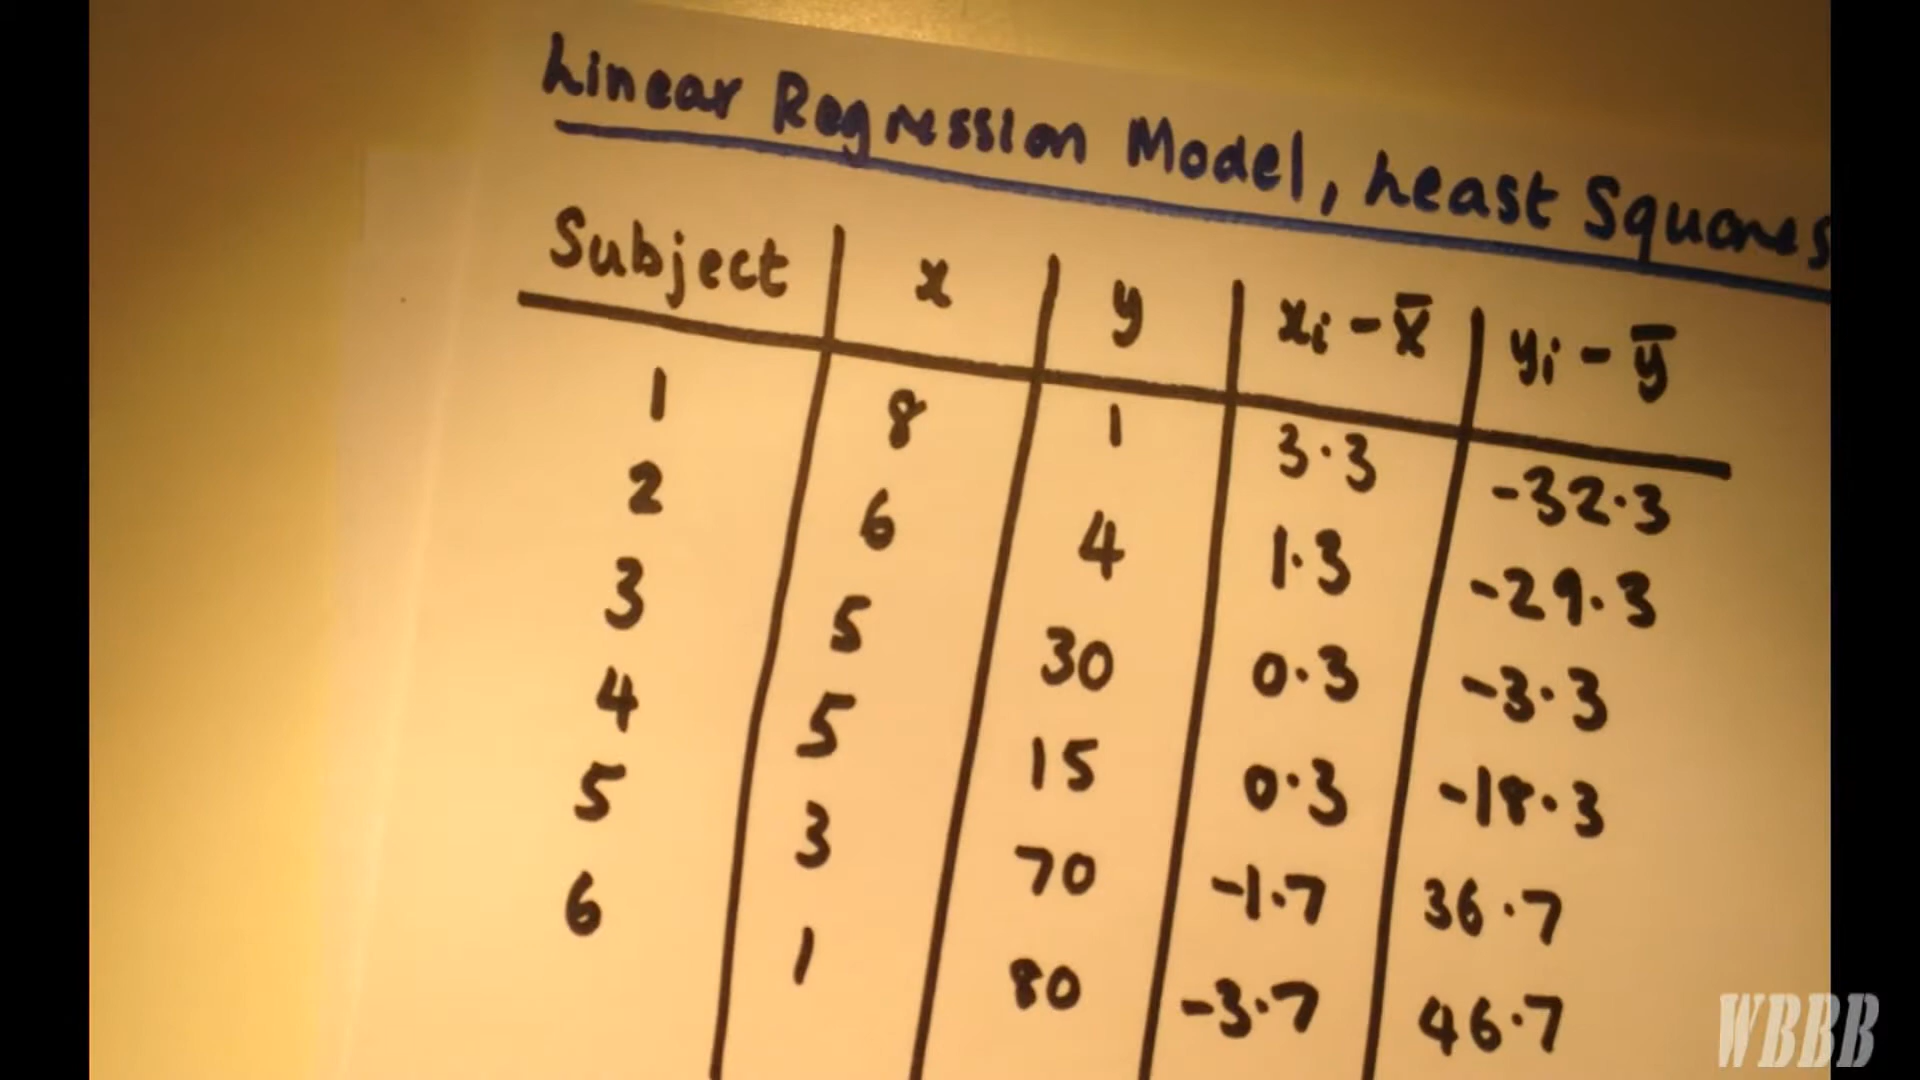 Linear Regression Model, Least Squares
Subject x y xᵢ - x̅ yᵢ - y̅
1 8 1 3.3 -32.3
2 6 4 1.3 -29.3
3 5 30 0.3 -3.3
4 5 15 0.3 -18.3
5 3 70 -1.7 36.7
6 1 80 -3.7 46.7
WBBB